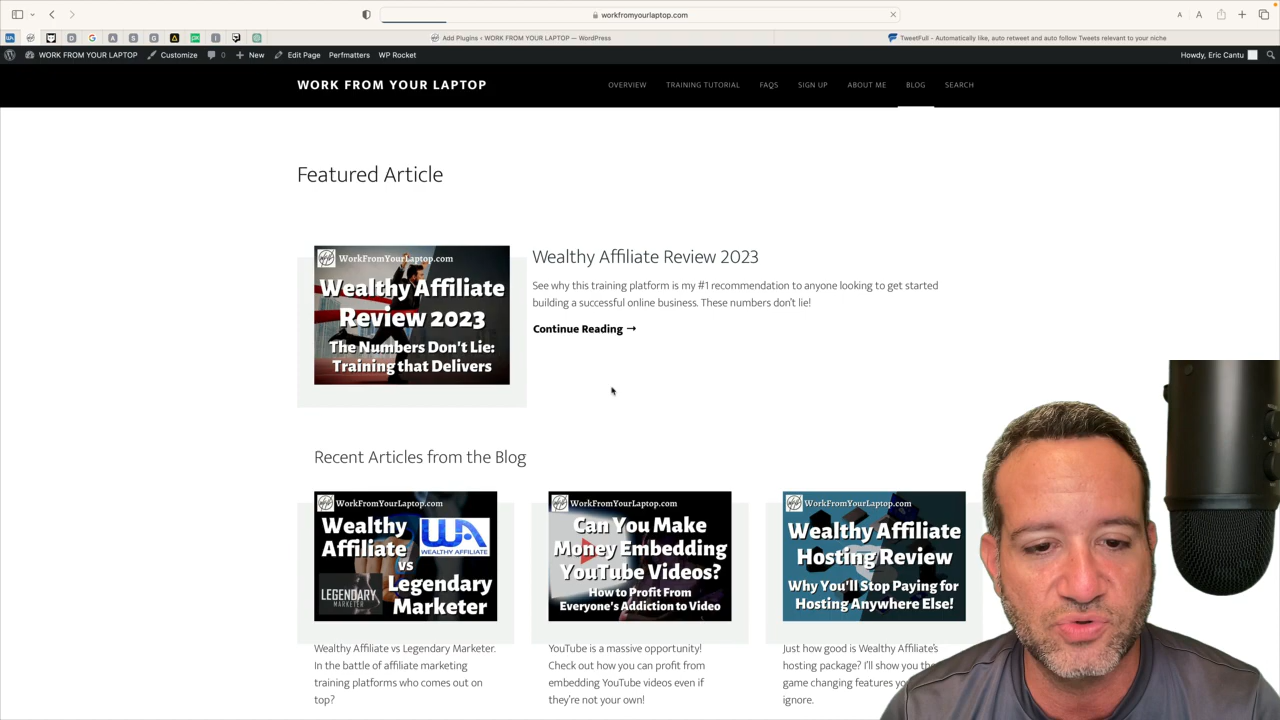 workfromyourlaptop.com
A
A
Add Plugins ‹ WORK FROM YOUR LAPTOP — WordPress
TweetFull - Automatically like, auto retweet and auto follow Tweets relevant to your niche
WORK FROM YOUR LAPTOP
Customize
0
New
Edit Page
Perfmatters
WP Rocket
Howdy, Eric Cantu
WORK FROM YOUR LAPTOP
OVERVIEW
TRAINING TUTORIAL
FAQS
SIGN UP
ABOUT ME
BLOG
SEARCH
Featured Article
WorkFromYourLaptop.com
Wealthy Affiliate
Review 2023
The Numbers Don't Lie:
Training that Delivers
Wealthy Affiliate Review 2023
See why this training platform is my #1 recommendation to anyone looking to get started
building a successful online business. These numbers don't lie!
Continue Reading →
Recent Articles from the Blog
WorkFromYourLaptop.com
Wealthy
Affiliate
WA
WEALTHY AFFILIATE
vs
LEGENDARY
MARKETER
Legendary
Marketer
Wealthy Affiliate vs Legendary Marketer.
In the battle of affiliate marketing
training platforms who comes out on
top?
WorkFromYourLaptop.com
Can You Make
Money Embedding
YouTube Videos?
How to Profit From
Everyone's Addiction to Video
YouTube is a massive opportunity!
Check out how you can profit from
embedding YouTube videos even if
they're not your own!
WorkFromYourLaptop.com
Wealthy Affiliate
Hosting Review
Why You'll Stop Paying for
Hosting Anywhere Else!
Just how good is Wealthy Affiliate's
hosting package? I'll show you the
game changing features
ignore.